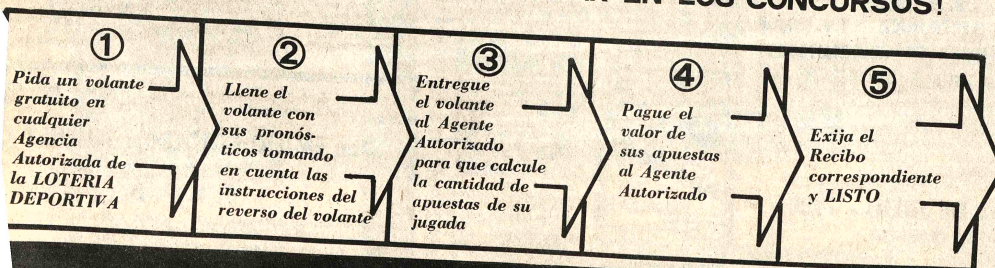 EN LOS CONCURSOS!
1
Pida un volante
gratuito en
cualquier
Agencia
Autorizada de
la LOTERIA
DEPORTIVA
2
Llene el
volante con
sus pronós-
ticos tomando
en cuenta las
instrucciones del
reverso del volante
3
Entregue
el volante
al Agente
Autorizado
para que calcule
la cantidad de
apuestas de su
jugada
4
Pague el
valor de
sus apuestas
al Agente
Autorizado
5
Exija el
Recibo
correspondiente
y LISTO